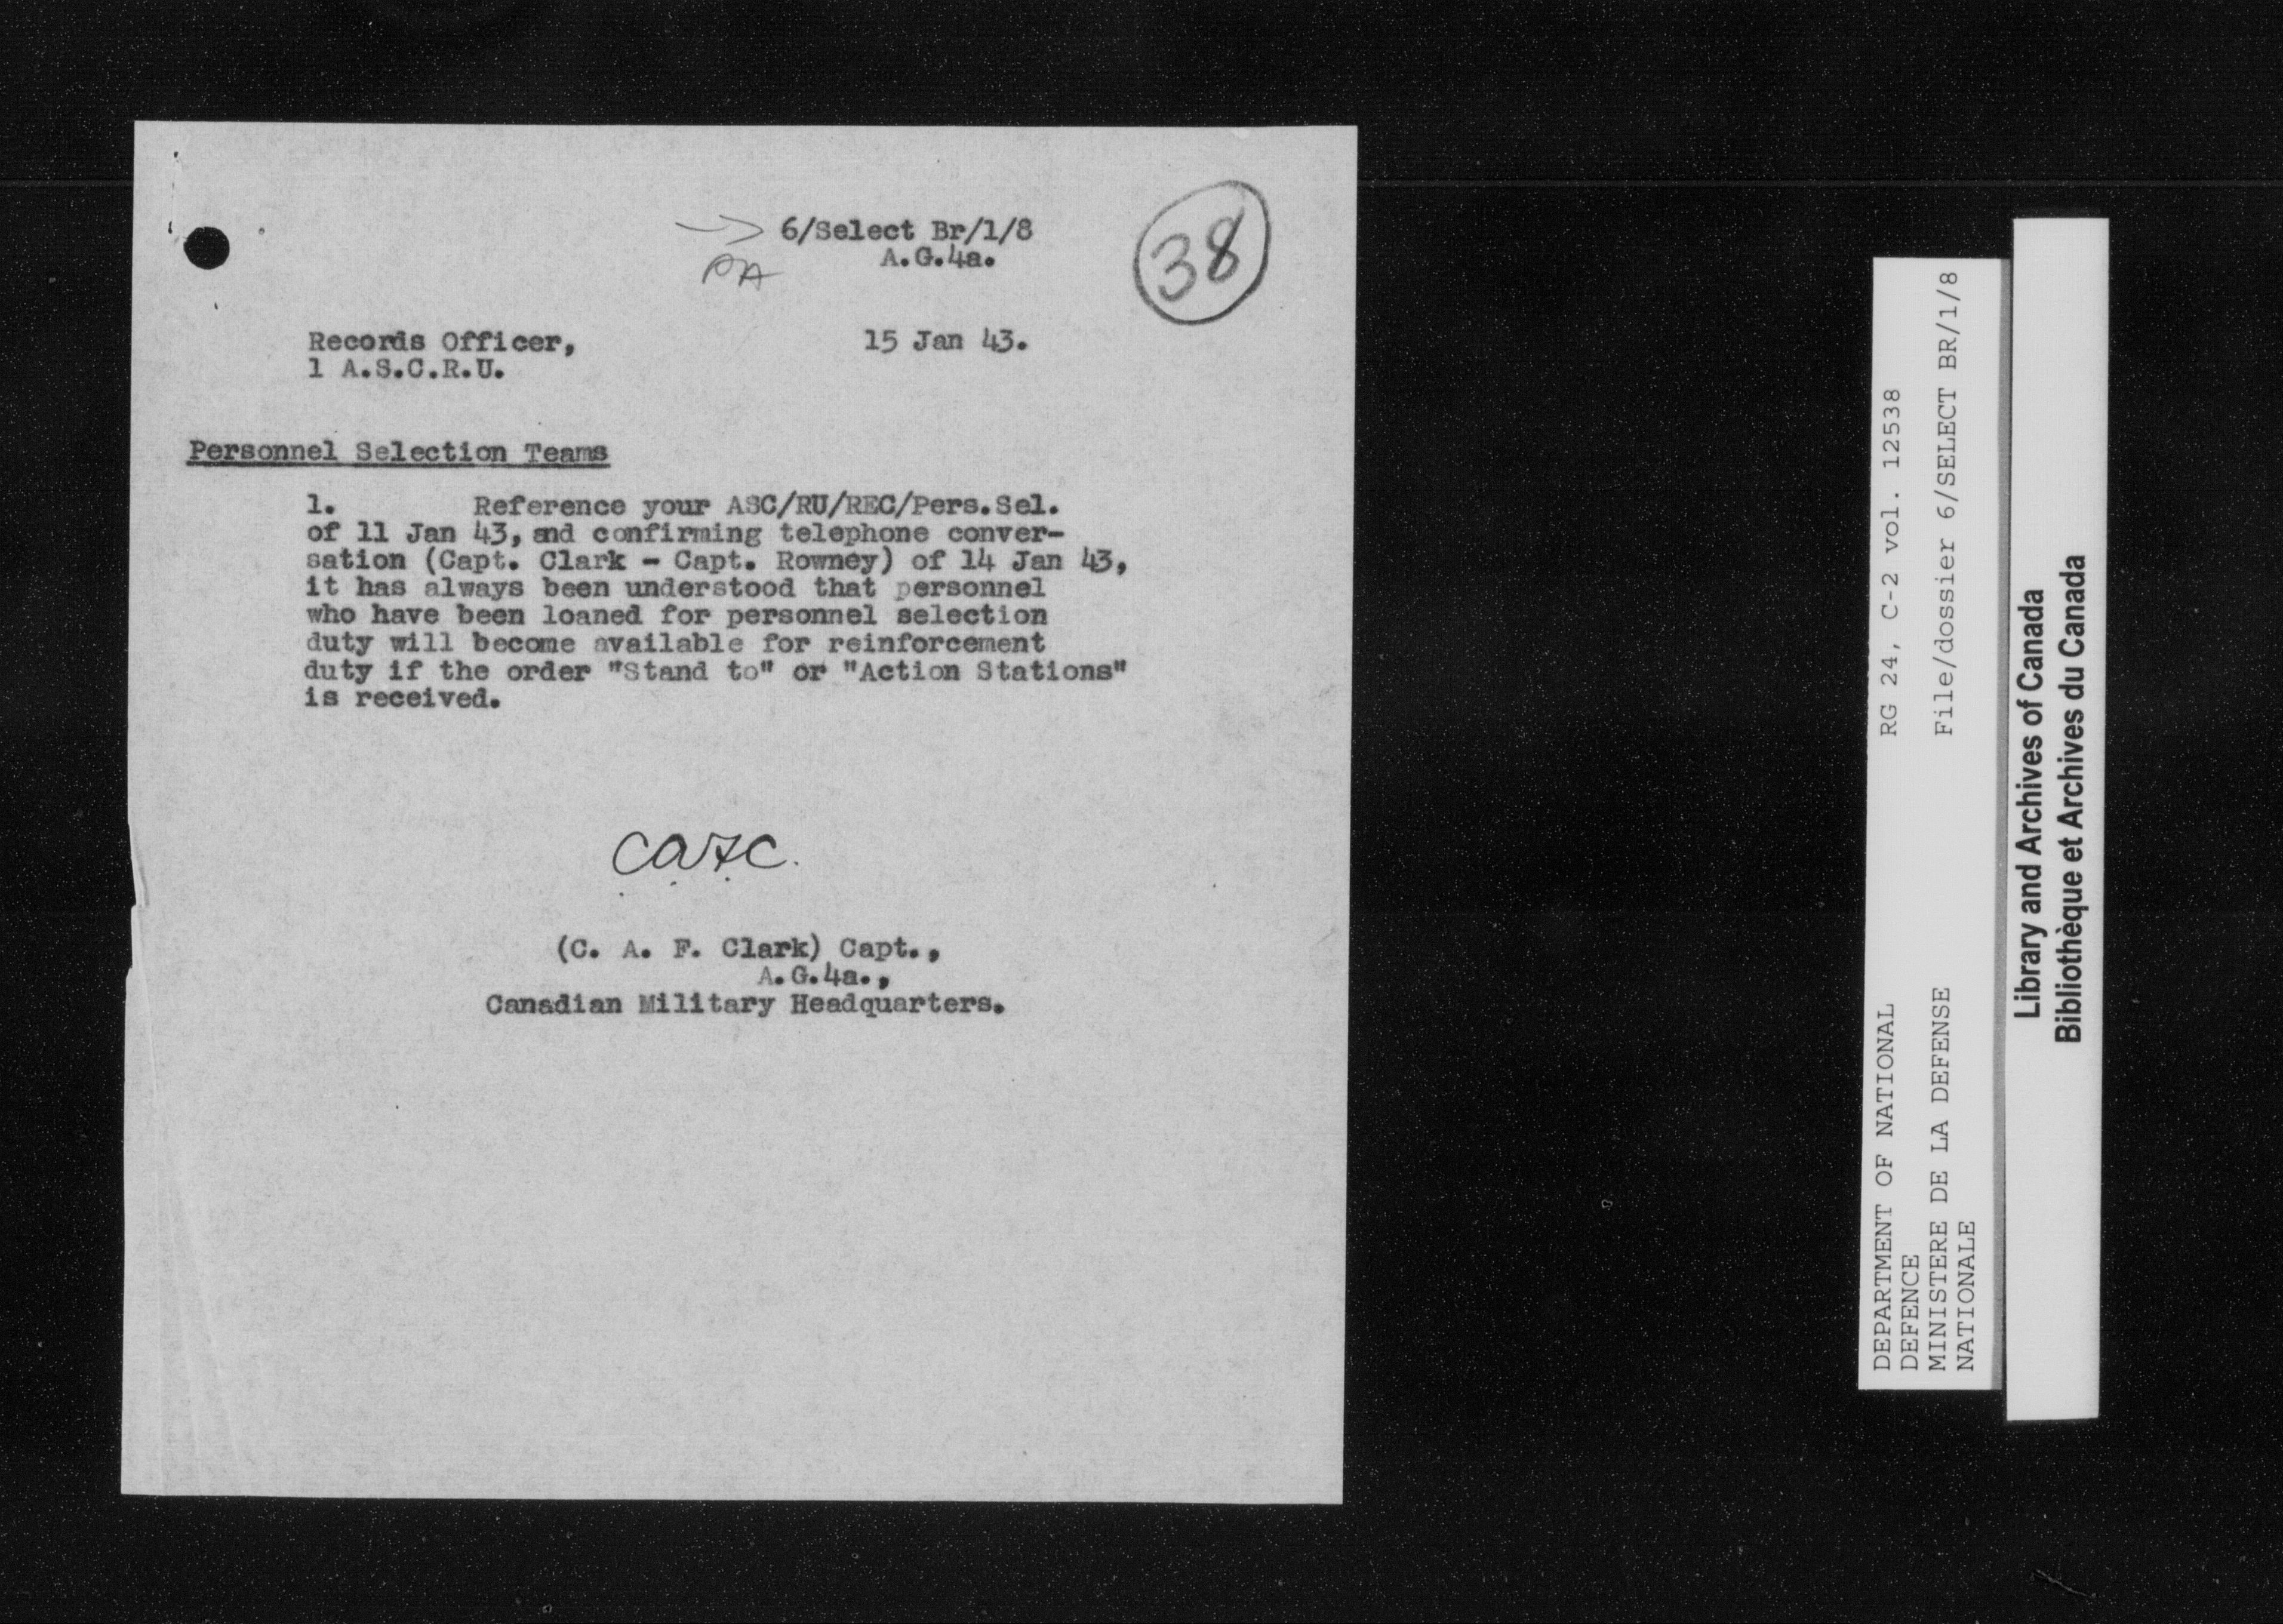 6/Select Br/1/8
A.G.4a.
PA
38
Records Officer,
15 Jan 43.
1 A.S.C.R.U.
Personnel Selection Teams
1. Reference your ASC/RU/REC/Pers.Sel.
of 11 Jan 43, and confirming telephone conver-
sation (Capt. Clark - Capt. Rowney) of 14 Jan 43,
it has always been understood that personnel
who have been loaned for personnel selection
duty will become available for reinforcement
duty if the order "Stand to" or "Action Stations"
is received.
CAFC.
(C. A. F. Clark) Capt.,
A.G.4a.,
Canadian Military Headquarters.
DEPARTMENT OF NATIONAL
DEFENCE
MINISTERE DE LA DEFENSE
NATIONALE
RG 24, C-2 vol. 12538
File/dossier 6/SELECT BR/1/8
Library and Archives of Canada
Bibliothèque et Archives du Canada